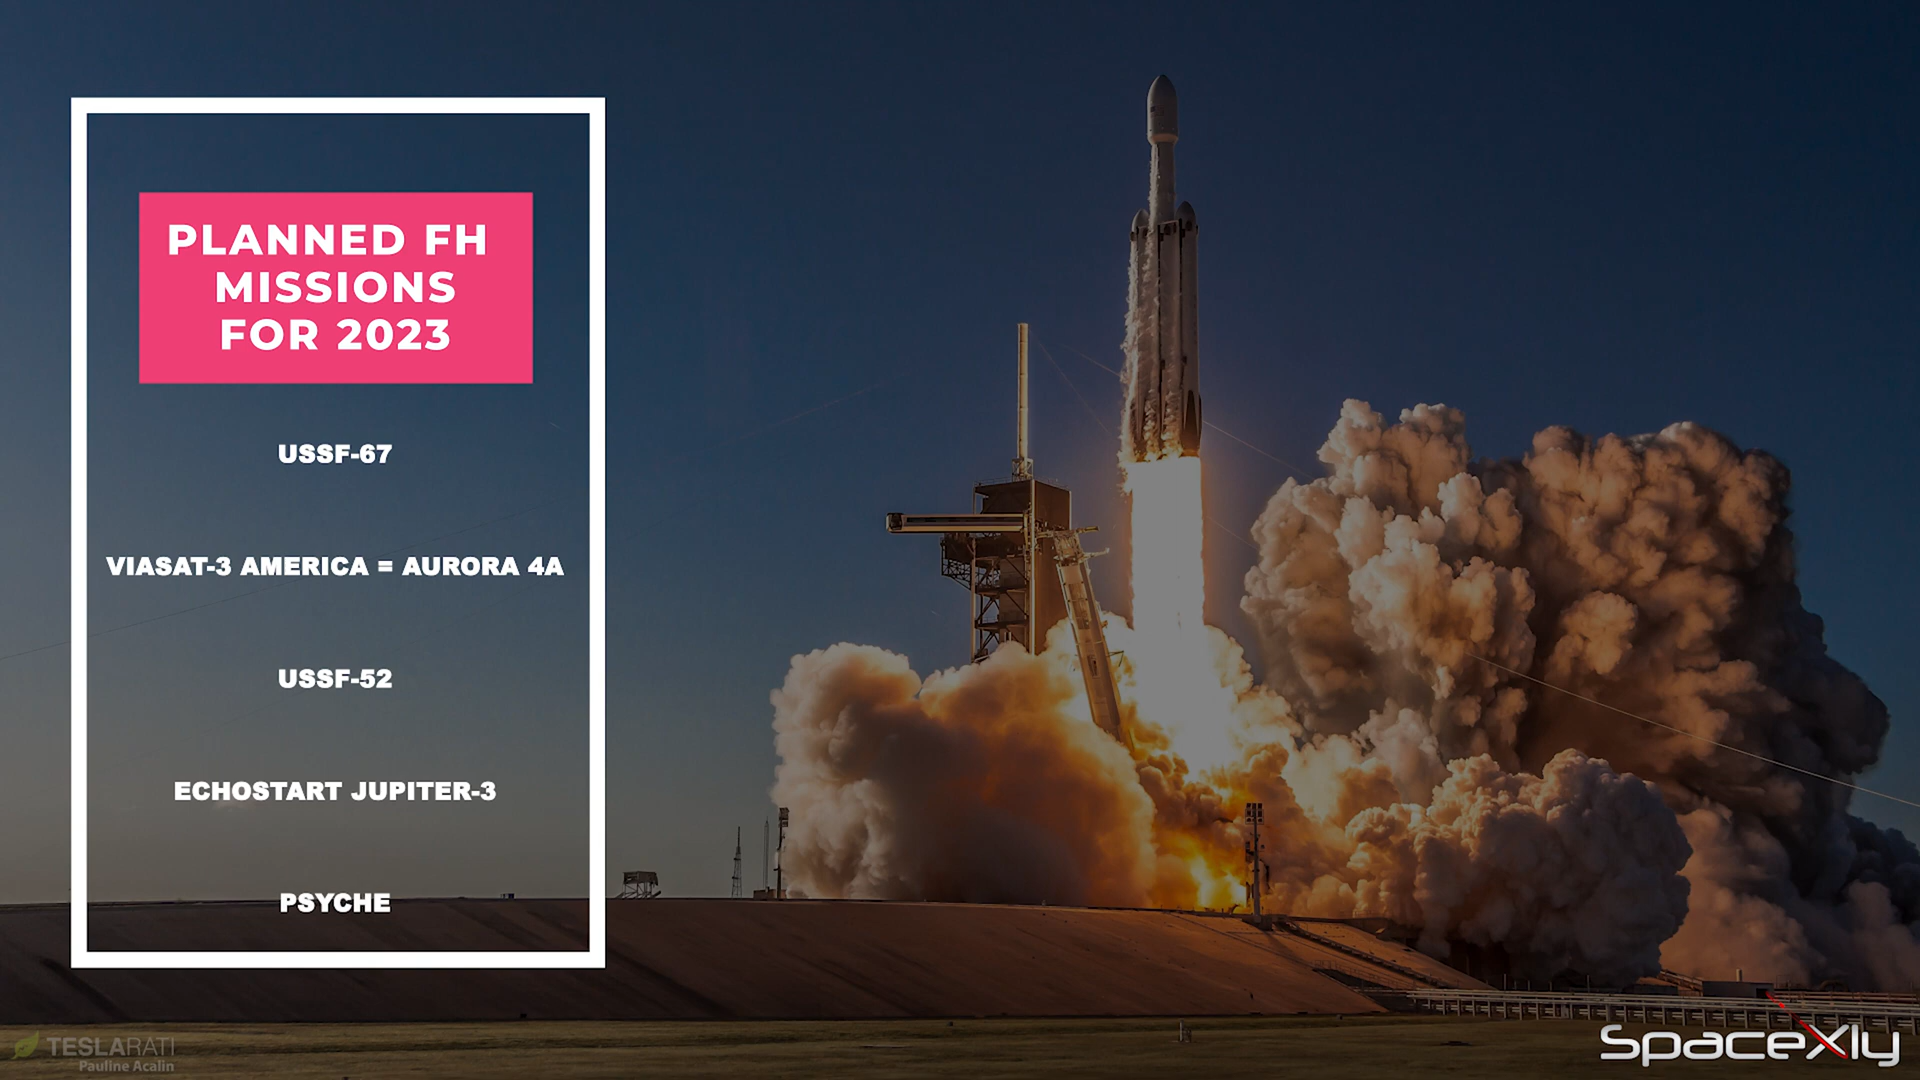 PLANNED FH
MISSIONS
FOR 2023
USSF-67
VIASAT-3 AMERICA = AURORA 4A
USSF-52
ECHOSTART JUPITER-3
PSYCHE
TESLARATI
Pauline Acalin
SpaceXly